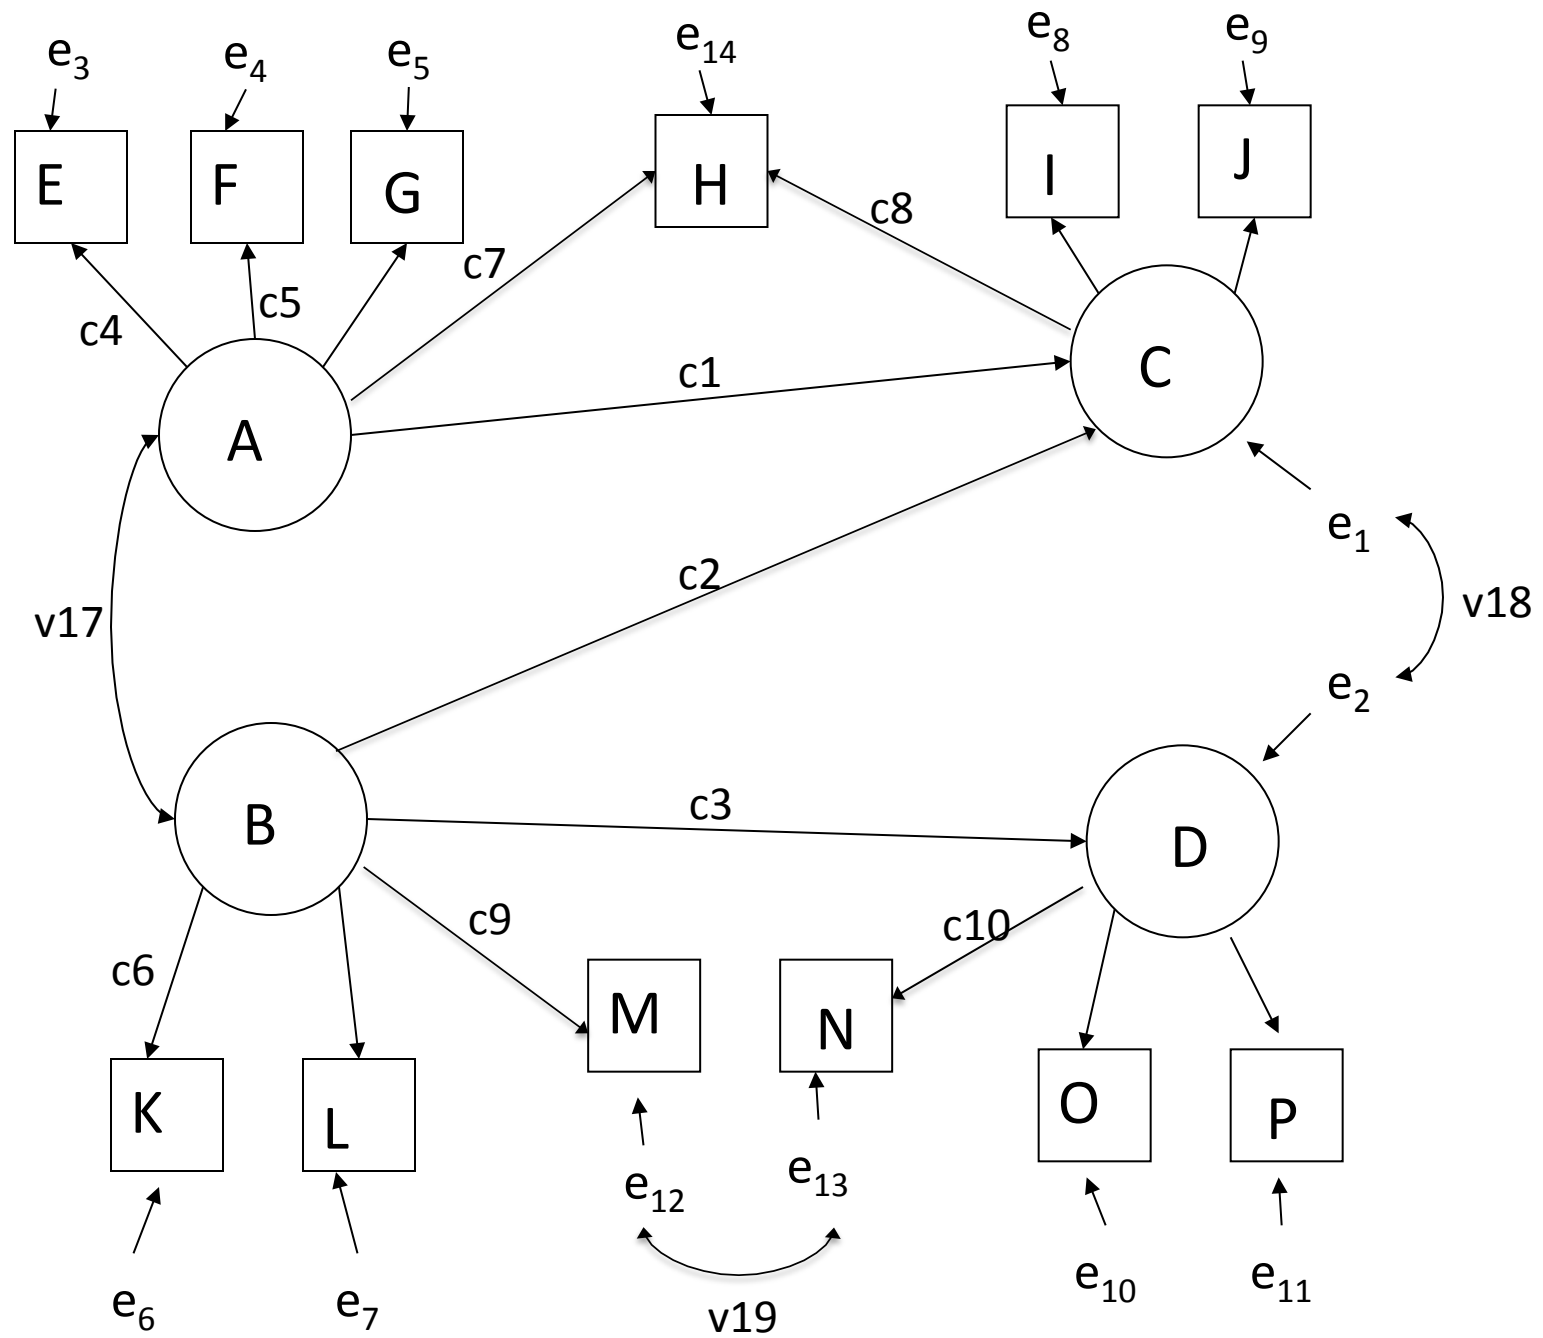 e3 e4 e5 e14 e8 e9
E F G H I J
c7 c8
c4 c5
c1
A C
c2
e1
v17 v18
e2
B c3 D
c9 c10
c6
M N
K L O P
e12 e13
e6 e7 e10 e11
v19